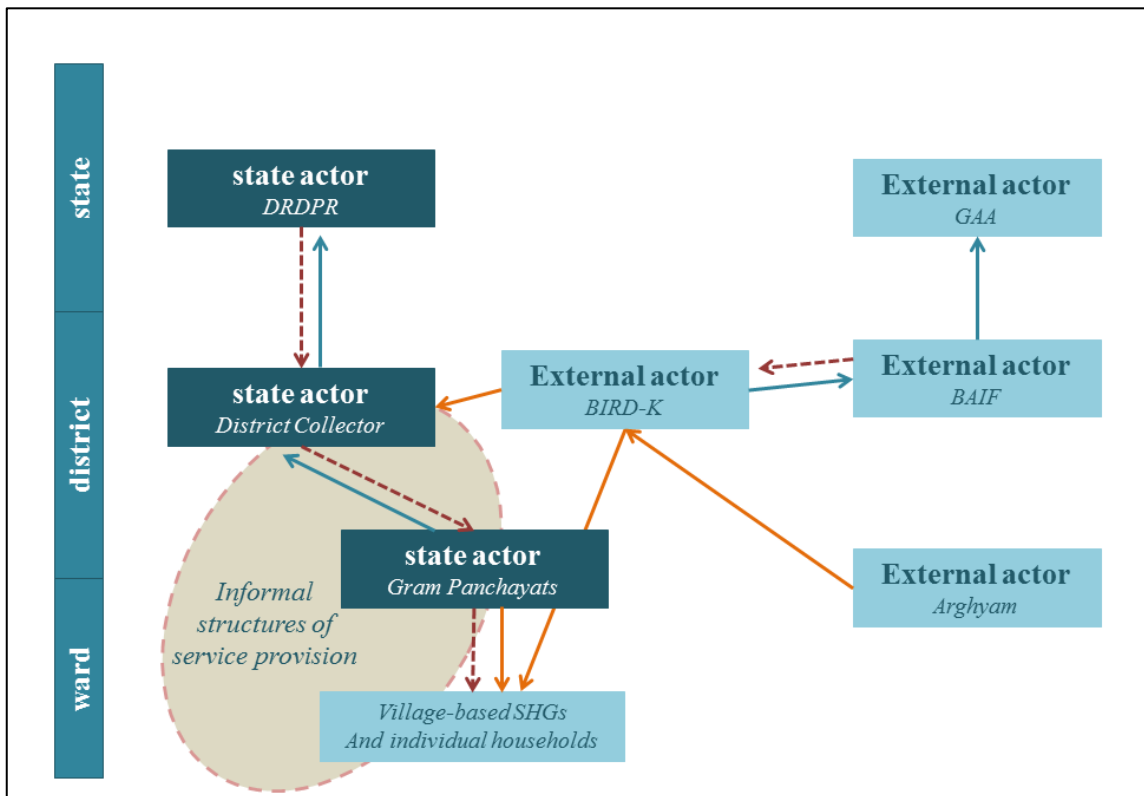 state
state actor
DRDPR
External actor
GAA
district
state actor
District Collector
External actor
BIRD-K
External actor
BAIF
state actor
Gram Panchayats
External actor
Arghyam
ward
Informal
structures of
service provision
Village-based SHGs
And individual households